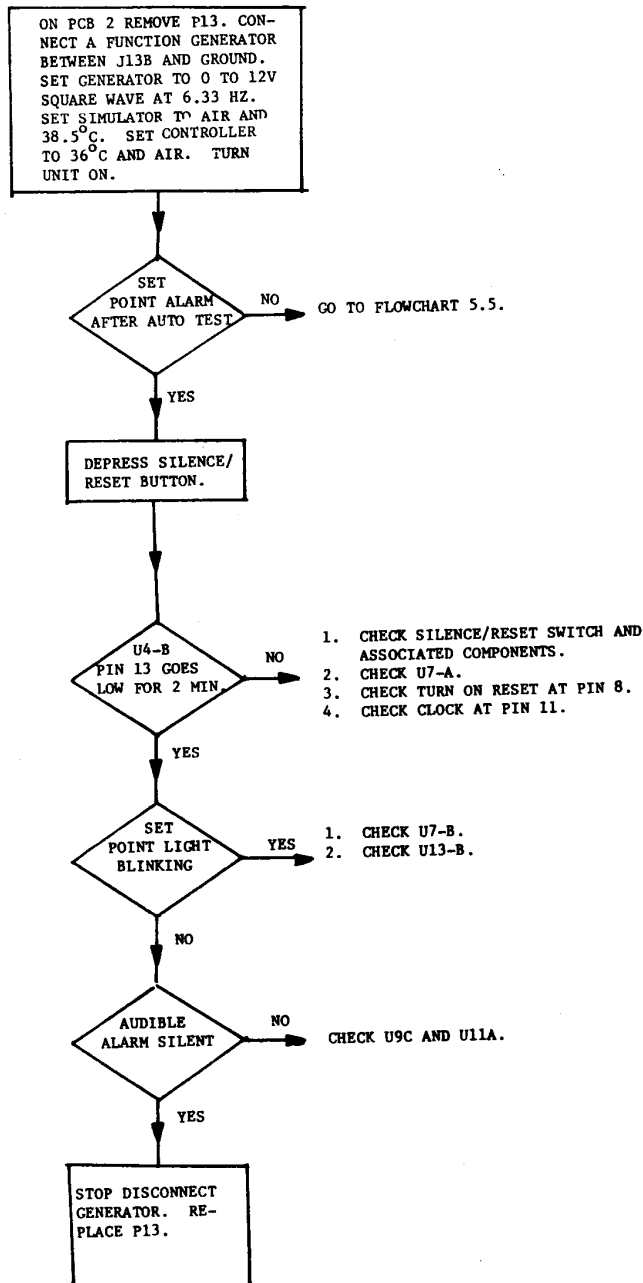 ON PCB 2 REMOVE P13. CON-
NECT A FUNCTION GENERATOR
BETWEEN J13B AND GROUND.
SET GENERATOR TO 0 TO 12V
SQUARE WAVE AT 6.33 HZ.
SET SIMULATOR TO AIR AND
38.5°C. SET CONTROLLER
TO 36°C AND AIR. TURN
UNIT ON.
SET
POINT ALARM
AFTER AUTO TEST
NO
GO TO FLOWCHART 5.5.
YES
DEPRESS SILENCE/
RESET BUTTON.
U4-B
PIN 13 GOES
LOW FOR 2 MIN.
NO
1. CHECK SILENCE/RESET SWITCH AND
ASSOCIATED COMPONENTS.
2. CHECK U7-A.
3. CHECK TURN ON RESET AT PIN 8.
4. CHECK CLOCK AT PIN 11.
YES
SET
POINT LIGHT
BLINKING
YES
1. CHECK U7-B.
2. CHECK U13-B.
NO
AUDIBLE
ALARM SILENT
NO
CHECK U9C AND U11A.
YES
STOP DISCONNECT
GENERATOR. RE-
PLACE P13.